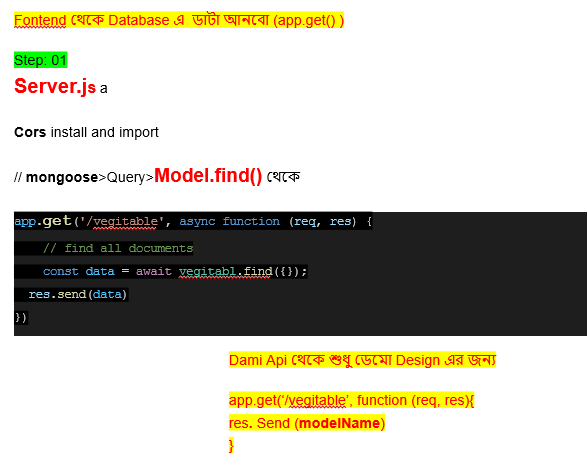 Fontend থেকে Database এ ডাটা আনবো (app.get() )
Step: 01
Server.js a
Cors install and import
// mongoose>Query>Model.find() থেকে
app.get('/vegitable', async function (req, res) {
// find all documents
const data = await vegitabl.find({});
res.send(data)
})
Dami Api থেকে শুধু ডেমো Design এর জন্য
app.get(‘/vegitable’, function (req, res){
res. Send (modelName)
}